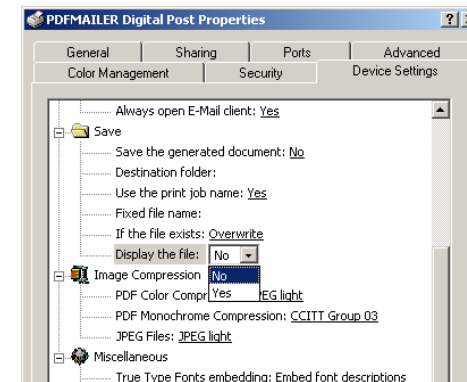 PDFMAILER Digital Post Properties
General Sharing Ports Advanced
Color Management Security Device Settings
Always open E-Mail client: Yes
Save
Save the generated document: No
Destination folder:
Use the print job name: Yes
Fixed file name:
If the file exists: Overwrite
Display the file: No
No
Image Compression
Yes
PDF Color Compr EG light
PDF Monochrome Compression: CCITT Group 03
JPEG Files: JPEG light
Miscellaneous
True Type Fonts embedding: Embed font descriptions